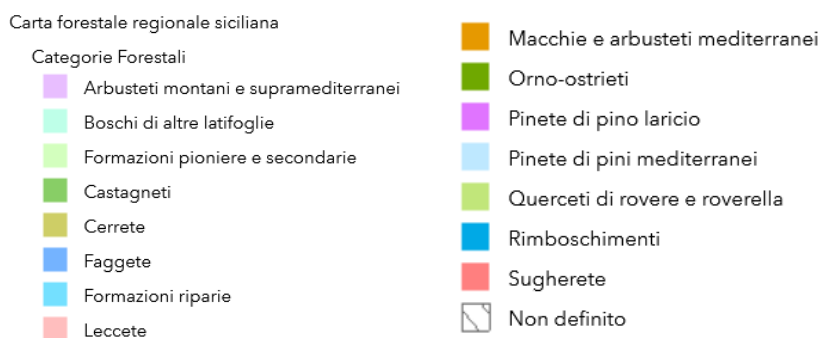 Carta forestale regionale siciliana
Categorie Forestali
Arbusteti montani e supramediterranei
Boschi di altre latifoglie
Formazioni pioniere e secondarie
Castagneti
Cerrete
Faggete
Formazioni riparie
Leccete
Macchie e arbusteti mediterranei
Orno-ostrieti
Pinete di pino laricio
Pinete di pini mediterranei
Querceti di rovere e roverella
Rimboschimenti
Sugherete
Non definito